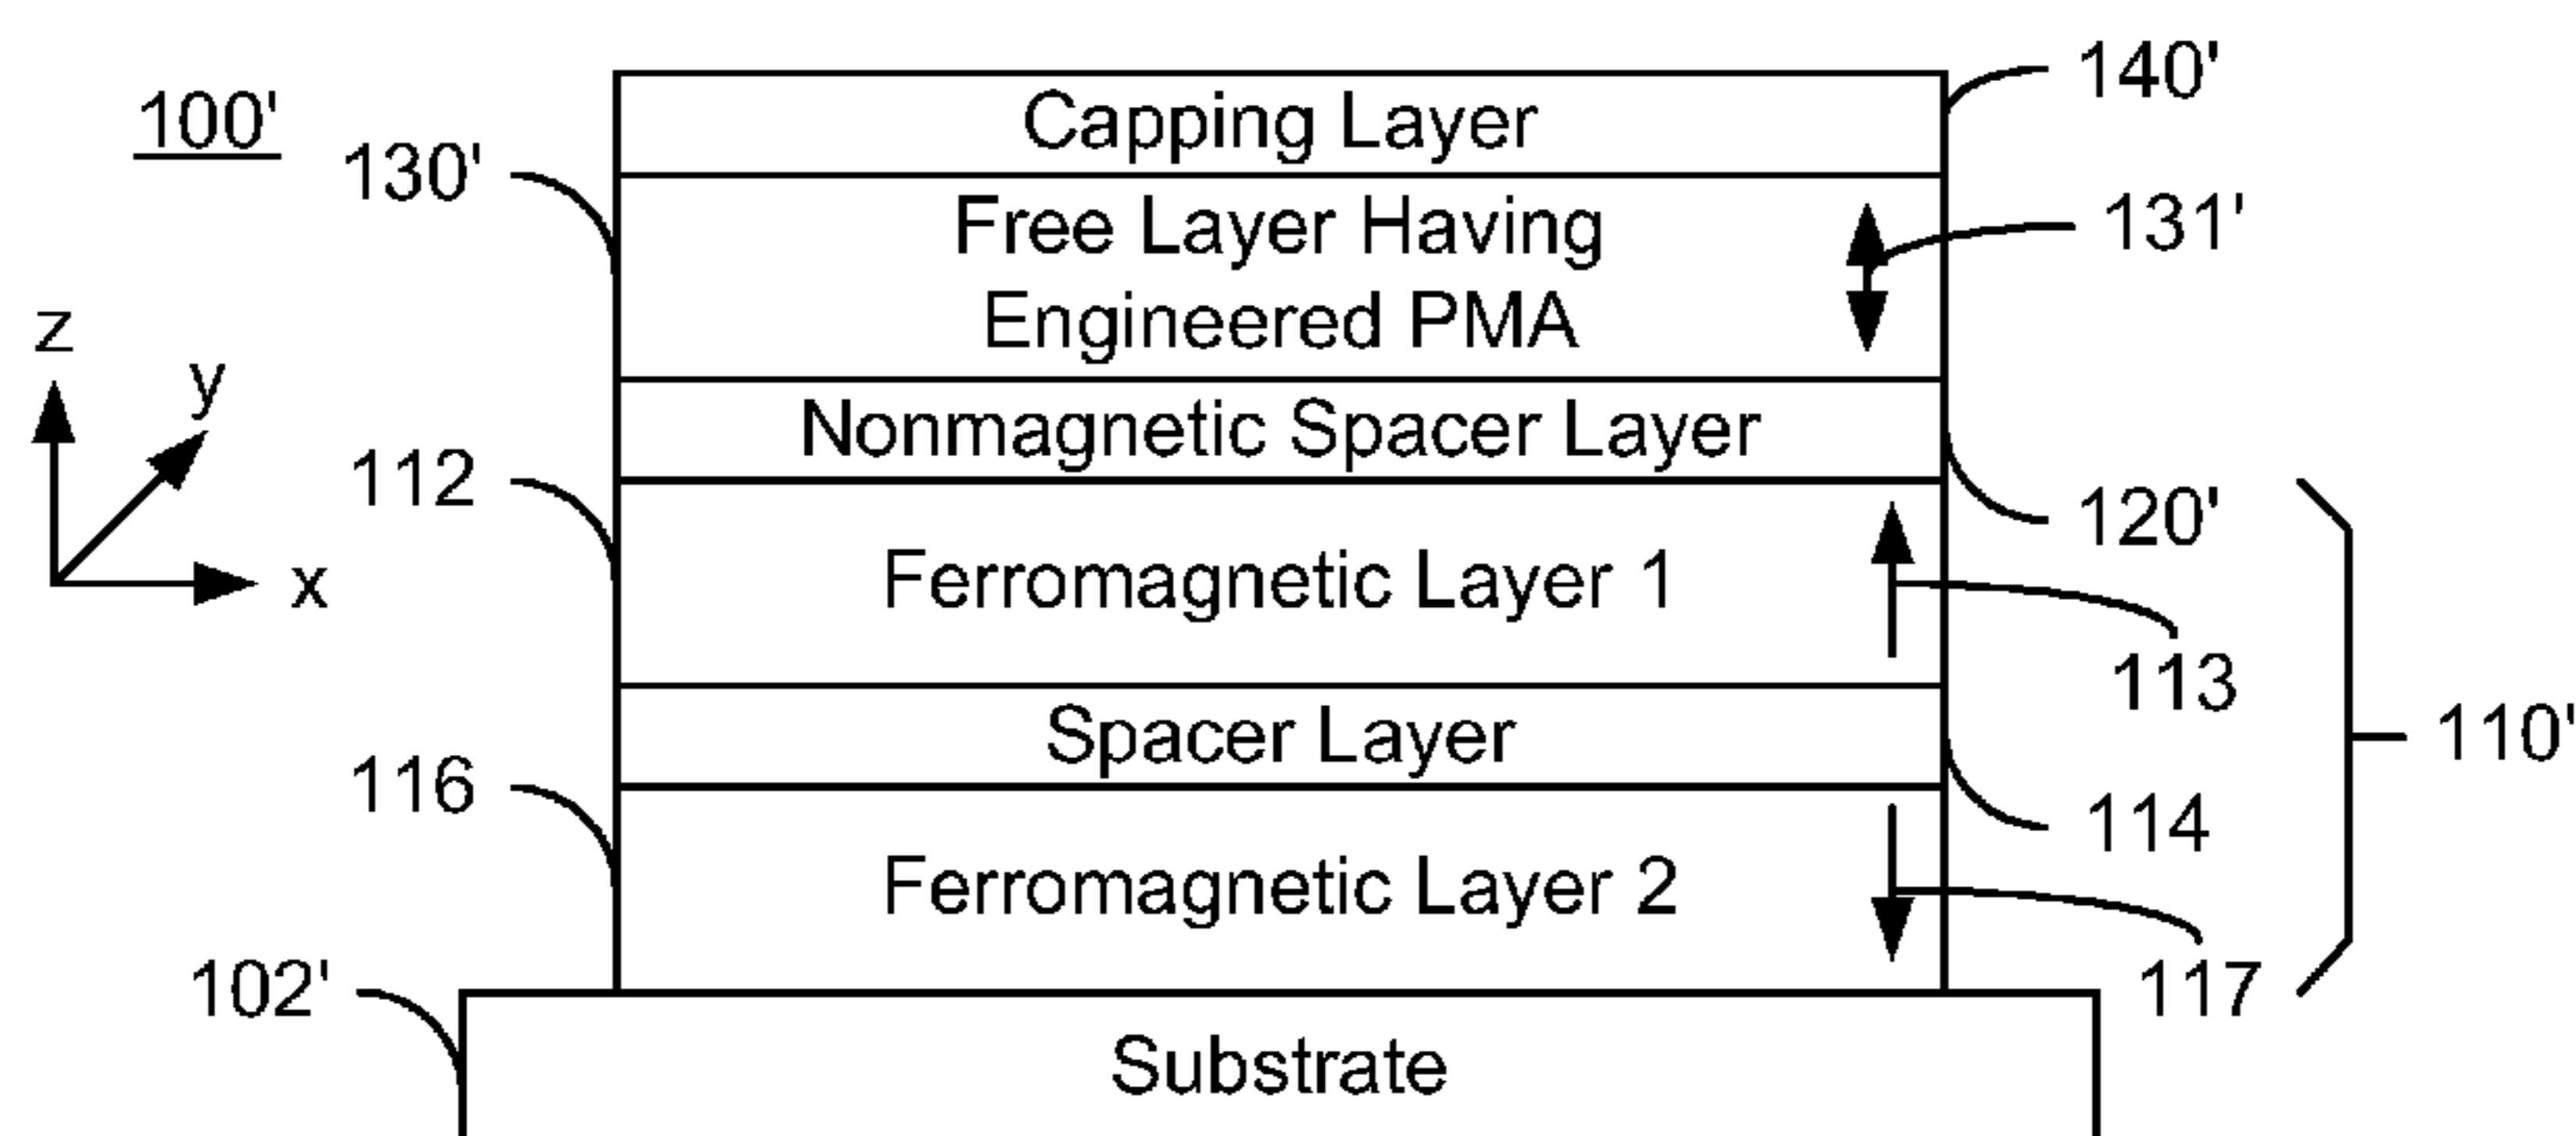 100'
140'
Capping Layer
130'
Free Layer Having
131'
Engineered PMA
z
y
x
Nonmagnetic Spacer Layer
112
120'
Ferromagnetic Layer 1
113
Spacer Layer
110'
116
114
Ferromagnetic Layer 2
102'
117
Substrate